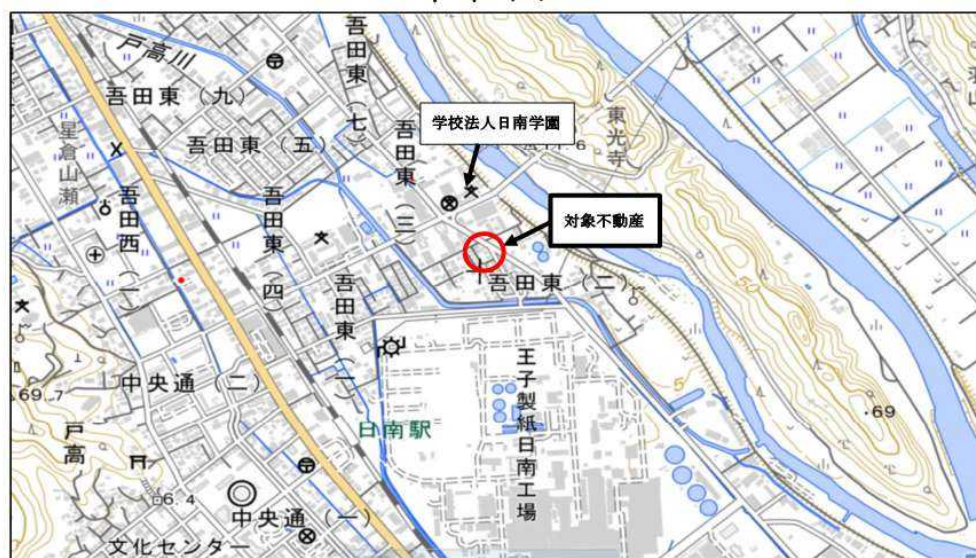 戸高川
吾田東(九)
吾田東(七)
学校法人日南学園
東光寺
吾田東(五)
星倉山瀬
吾田西(一)
吾田東(四)
吾田東(三)
対象不動産
吾田東(二)
吾田東(一)
中央通(二)
王子製紙日南工場
日南駅
5
69.7
・69
戸高
6.4
中央通(一)
文化センター